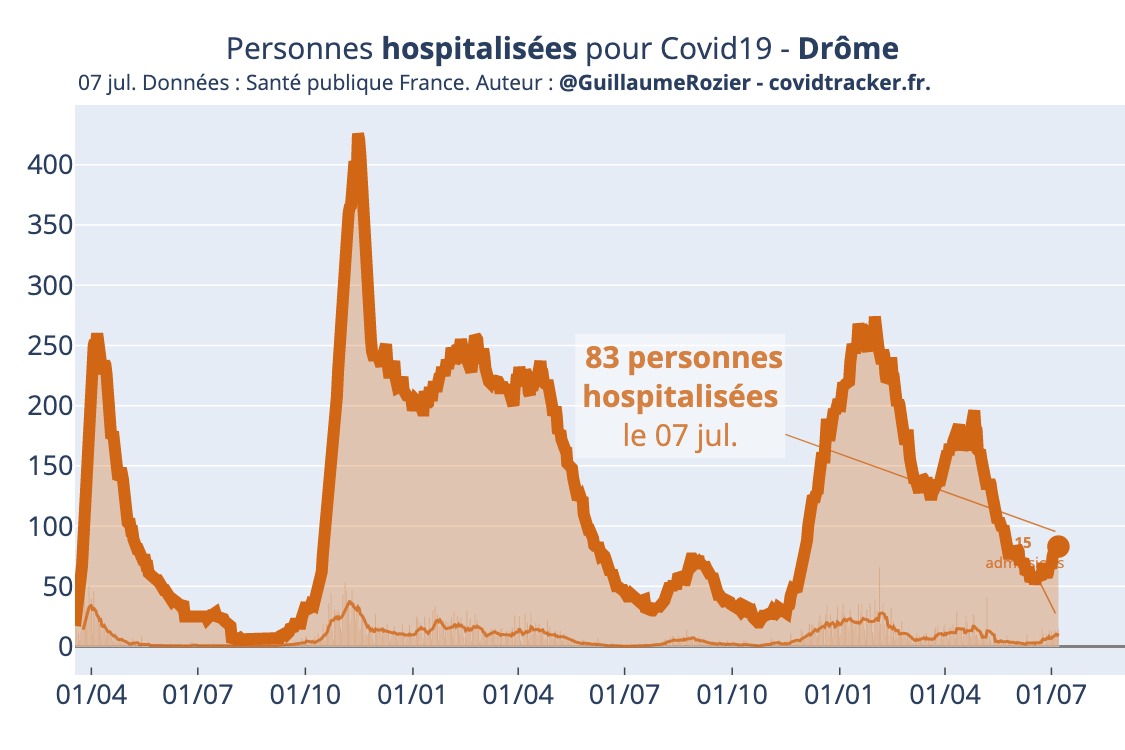 Personnes hospitalisées pour Covid19 - Drôme
07 jul. Données : Santé publique France. Auteur : @GuillaumeRozier - covidtracker.fr.
400
350
300
250
200
150
100
50
0
83 personnes
hospitalisées
le 07 jul.
15
admissions
01/04 01/07 01/10 01/01 01/04 01/07 01/10 01/01 01/04 01/07